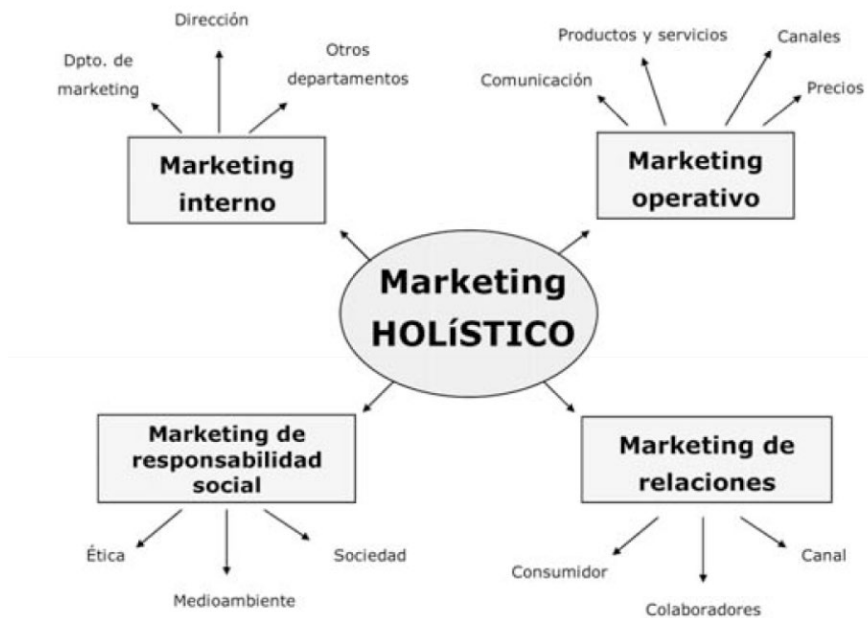 Dirección
Dpto. de
marketing
Otros
departamentos
Marketing
interno
Productos y servicios
Canales
Comunicación
Precios
Marketing
operativo
Marketing
HOLíSTICO
Marketing de
responsabilidad
social
Ética
Sociedad
Medioambiente
Marketing de
relaciones
Consumidor
Canal
Colaboradores